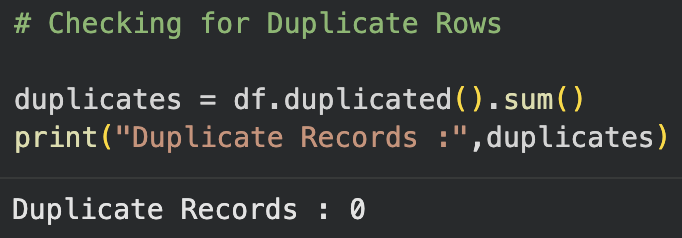 # Checking for Duplicate Rows
duplicates = df.duplicated().sum()
print("Duplicate Records :",duplicates)
Duplicate Records : 0